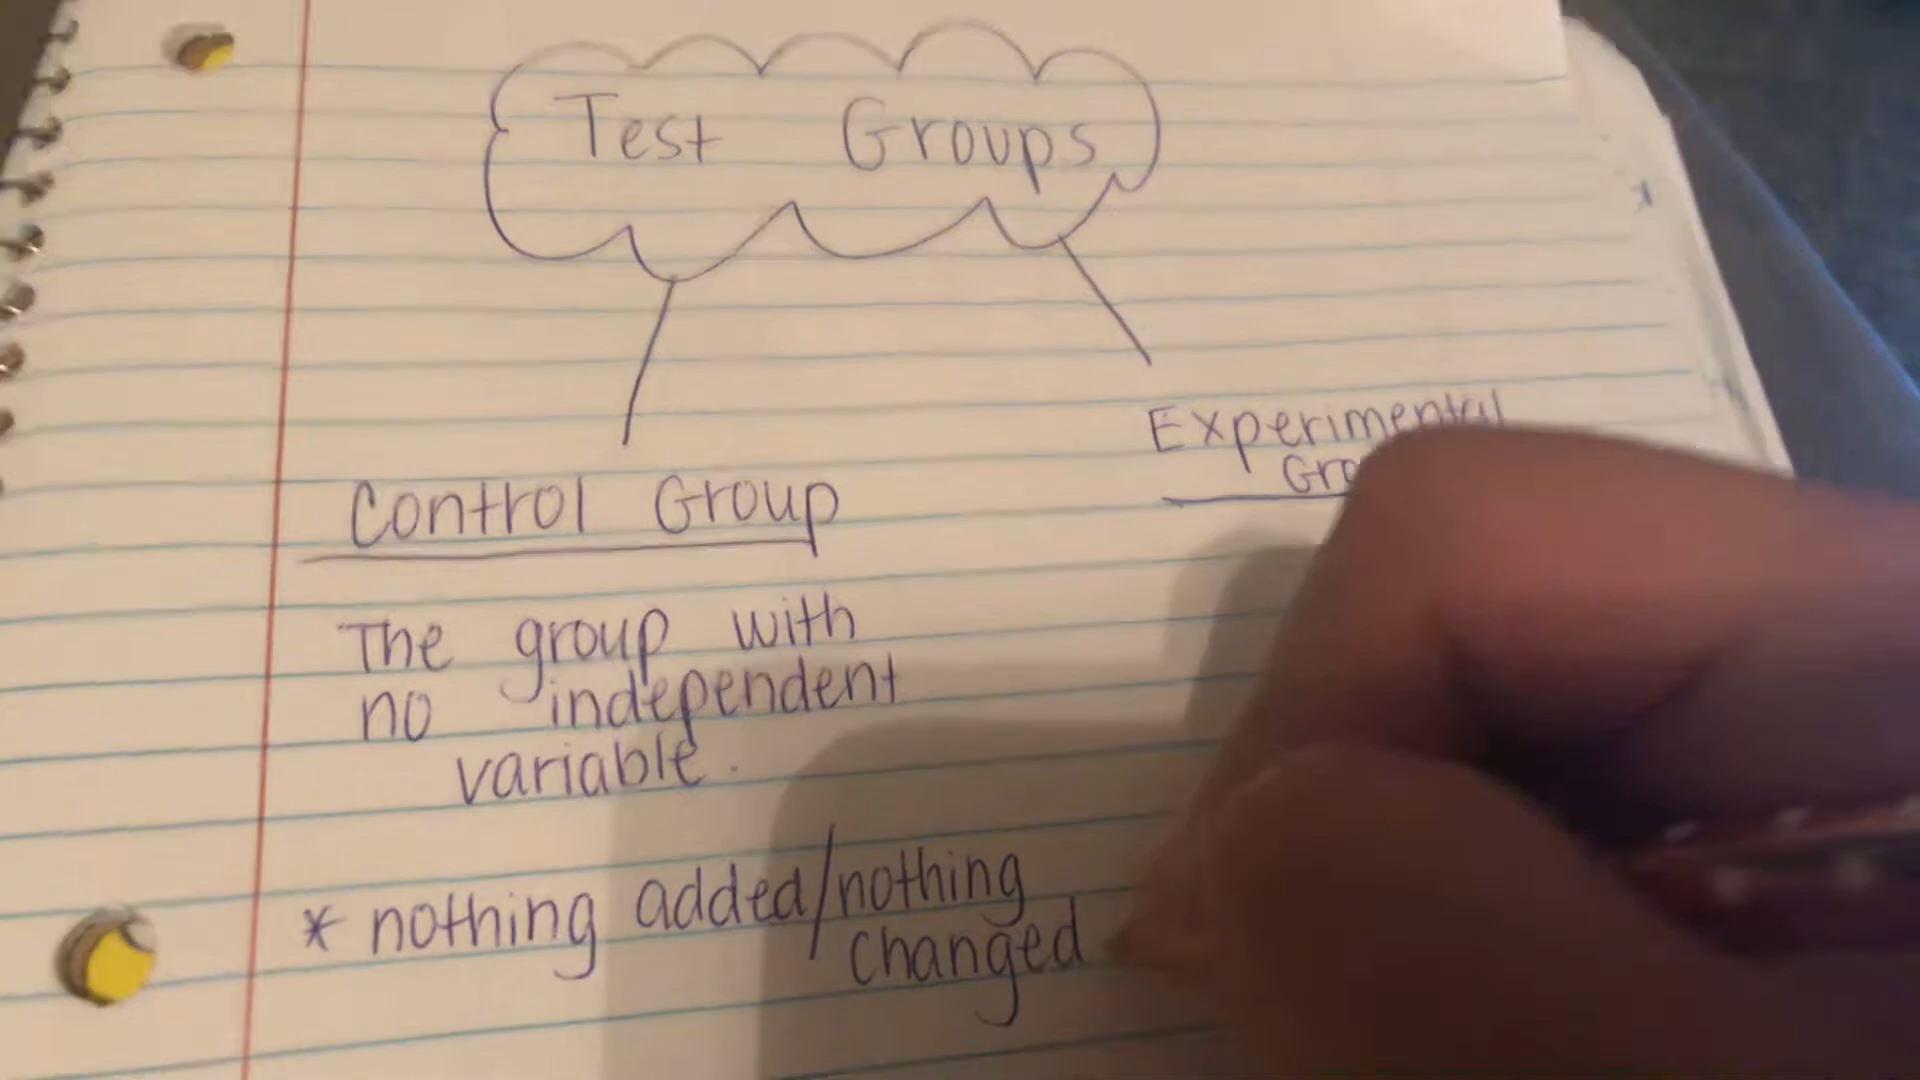 Test Groups
Experimental
Control Group
The group with
no independent
variable.
* nothing added/nothing
changed